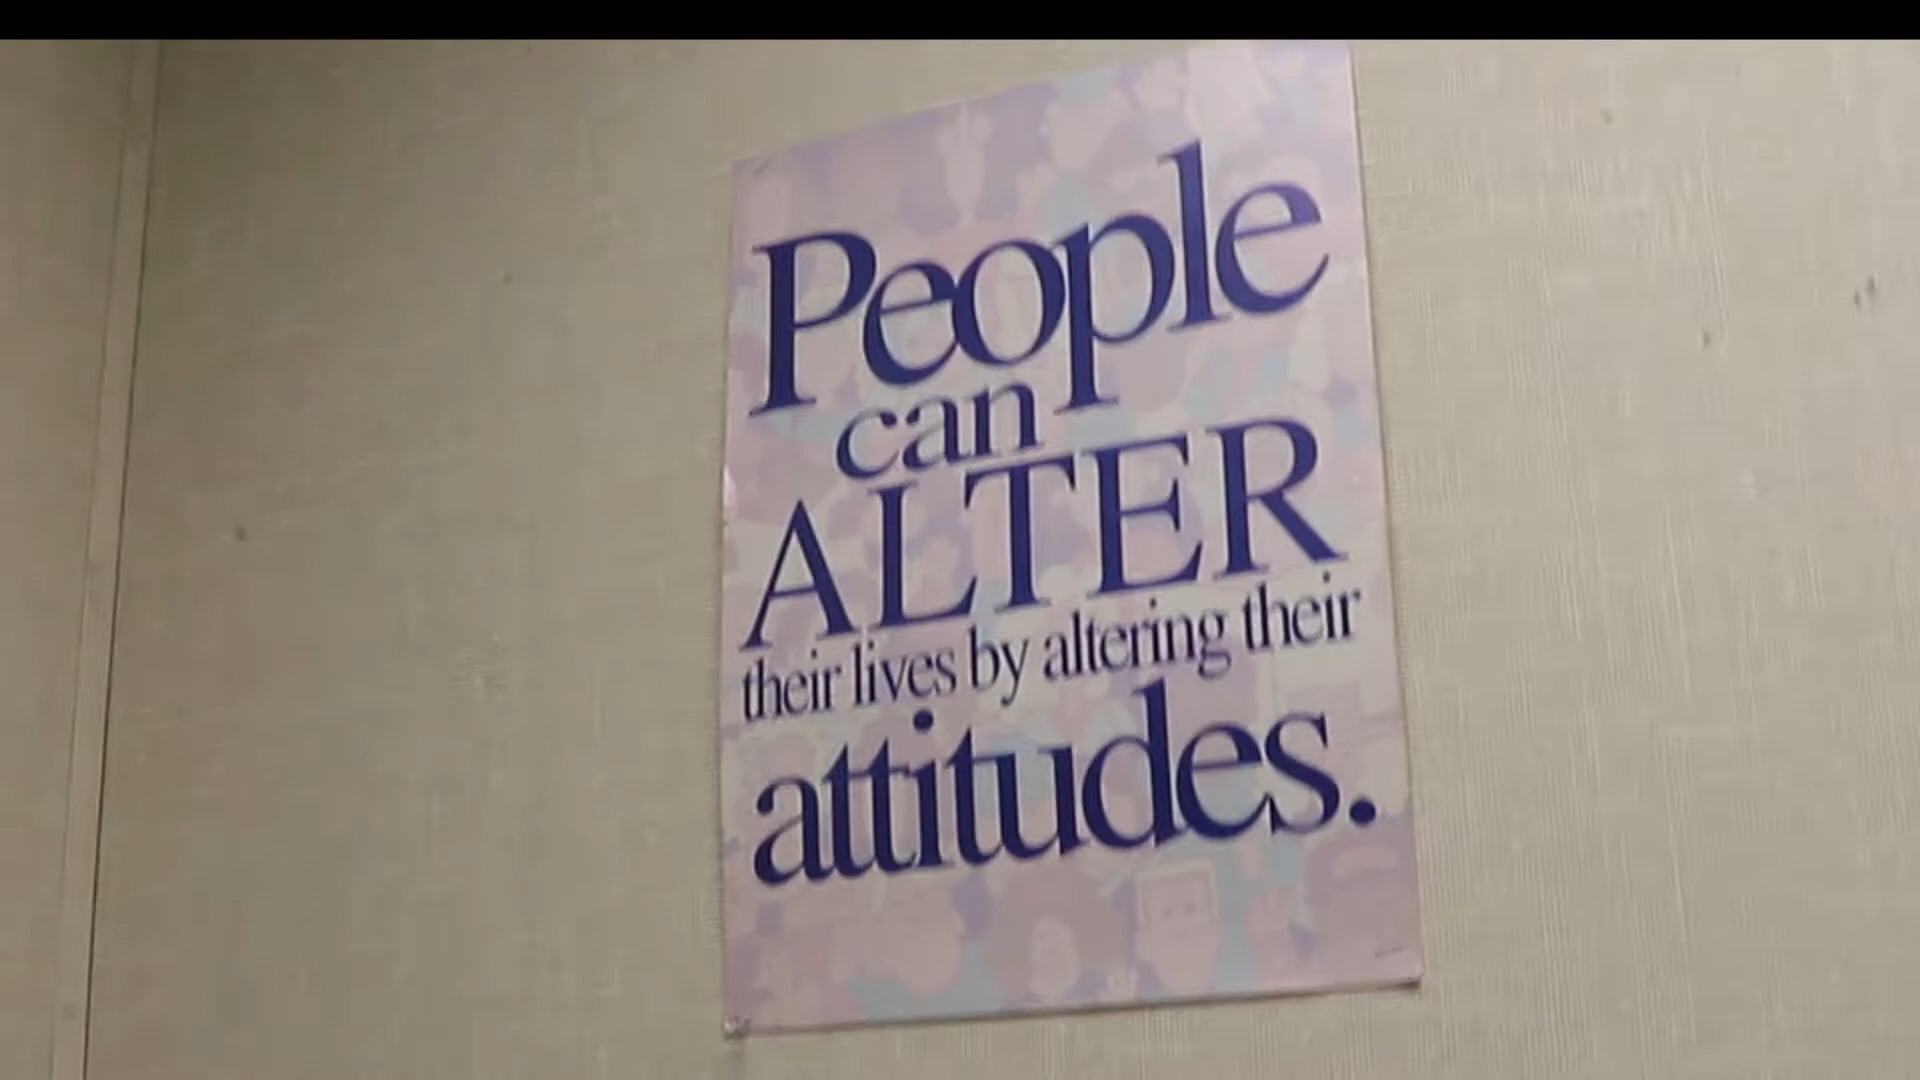 People
can
ALTER
their lives by altering their
attitudes.